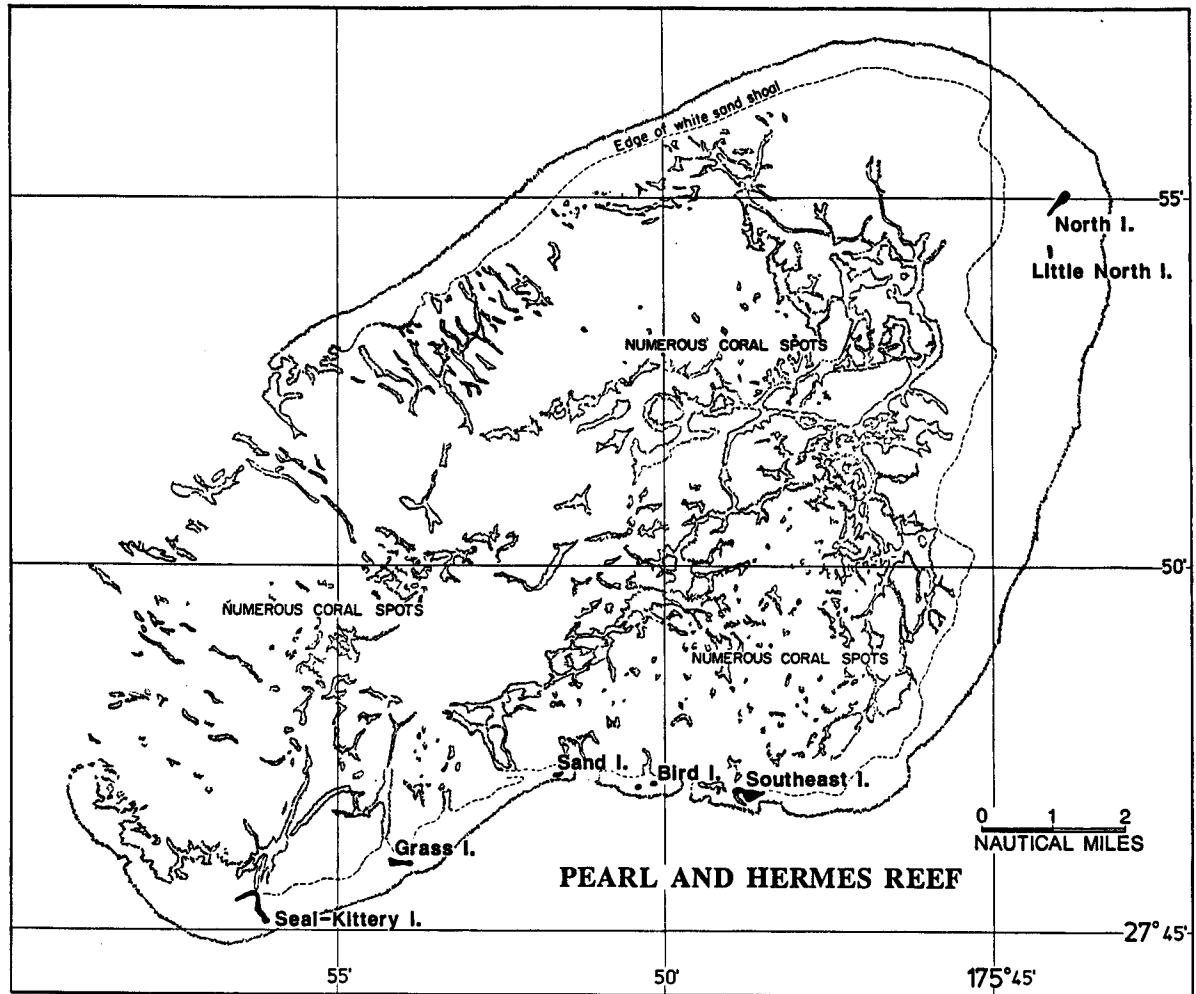 Edge of white sand shoal
55'
North I.
Little North I.
NUMEROUS CORAL SPOTS
50'
NUMEROUS CORAL SPOTS
NUMEROUS CORAL SPOTS
Sand I.
Bird I.
Southeast I.
0 1 2
NAUTICAL MILES
Grass I.
PEARL AND HERMES REEF
Seal-Kittery I.
27°45'
55'
50'
175°45'